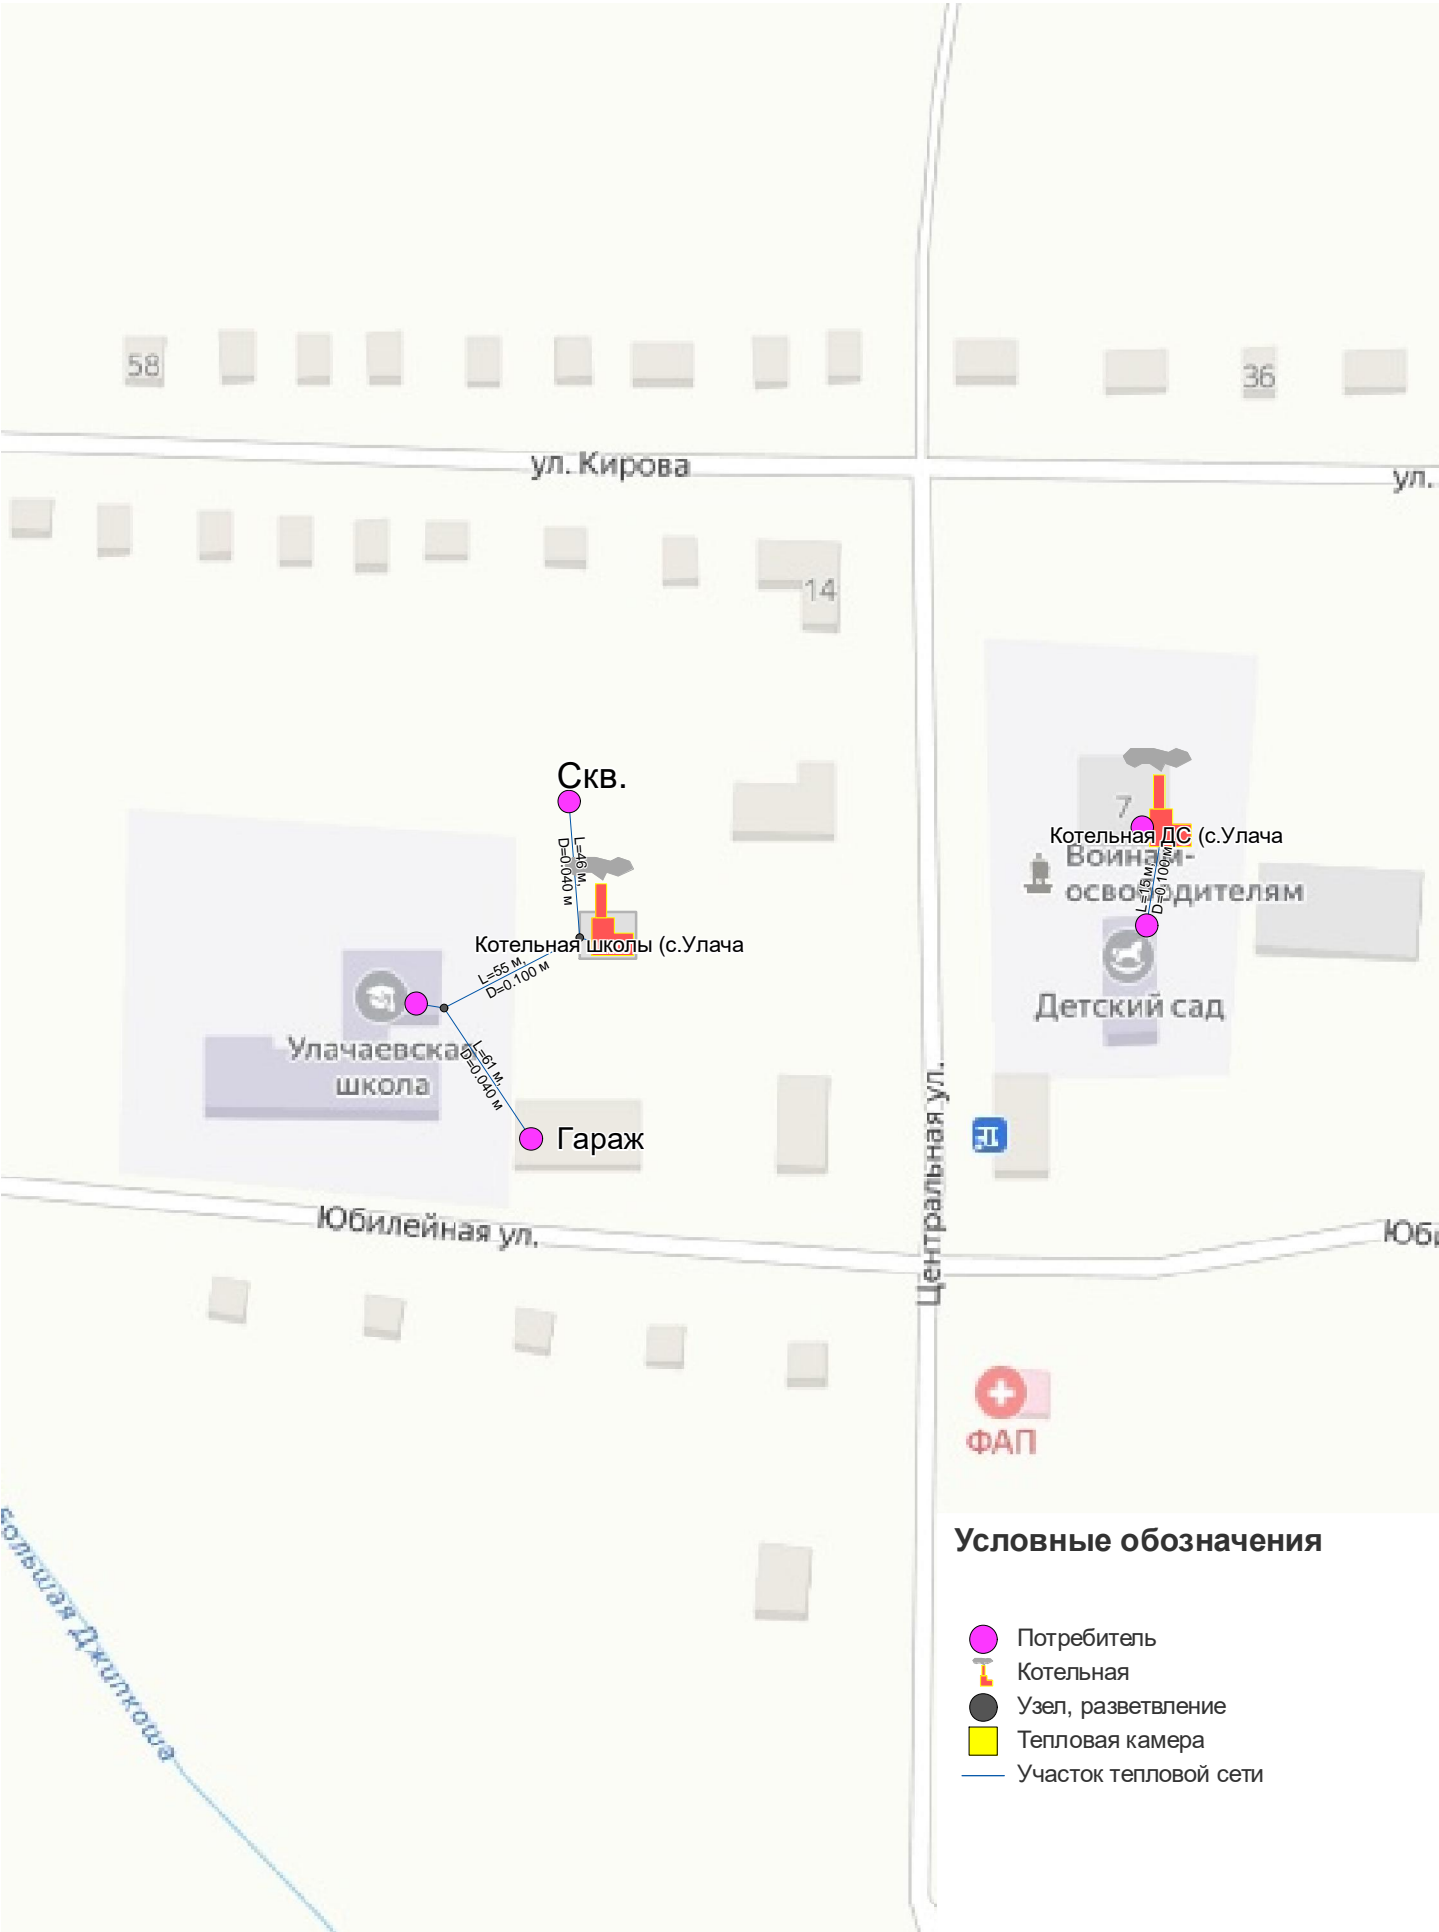 58
36
ул. Кирова
ул.
14
Скв.
L=46 м,
D=0.040 м
7
Котельная ДС (с.Улача
Воинам-
освободителям
L=15 м,
D=0.100 м
Котельная школы (с.Улача
L=55 м,
D=0.100 м
Детский сад
Улачаевская
школа
L=61 м,
D=0.040 м
Гараж
Центральная ул.
Юбилейная ул.
Юби
ФАП
Большая Джипкоша
Условные обозначения
Потребитель
Котельная
Узел, разветвление
Тепловая камера
Участок тепловой сети